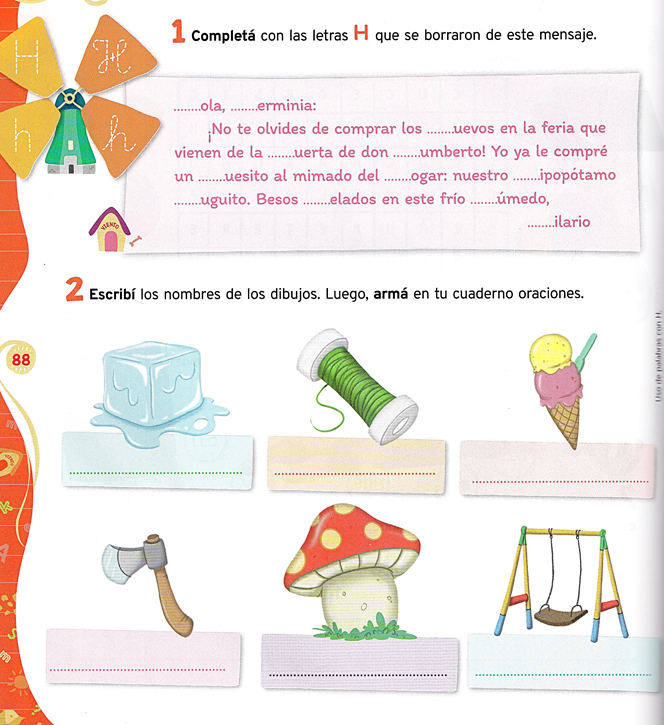 H
H
h
h
1 Completá con las letras H que se borraron de este mensaje.
........ola, ........erminia:
¡No te olvides de comprar los ........uevos en la feria que
vienen de la ........uerta de don ........umberto! Yo ya le compré
un ........uesito al mimado del ........ogar: nuestro ........ipopótamo
........uguito. Besos ........elados en este frío ........úmedo,
........ilario
VIENTO
2 Escribí los nombres de los dibujos. Luego, armá en tu cuaderno oraciones.
88
Uso de palabras con H.